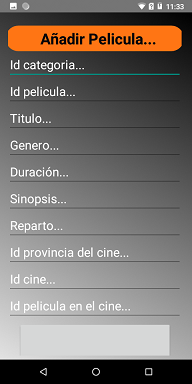 11:33
Añadir Pelicula...
Id categoria...
Id pelicula...
Titulo...
Genero...
Duración...
Sinopsis...
Reparto...
Id provincia del cine...
Id cine...
Id pelicula en el cine...